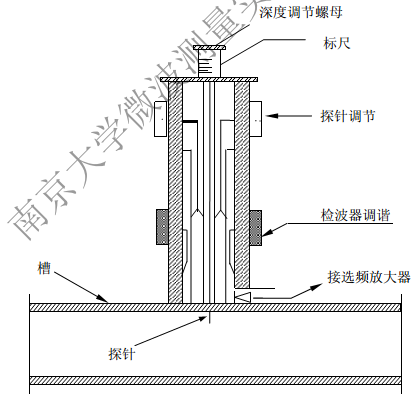 深度调节螺母
标尺
探针调节
检波器调谐
接选频放大器
槽
探针
南京大学微波测量实